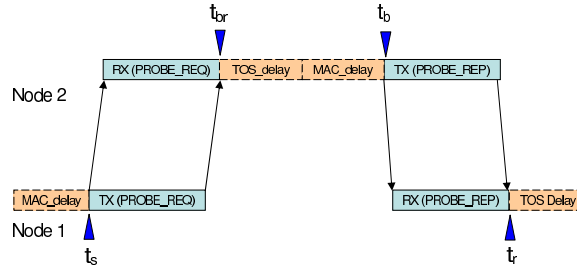 t_br t_b
RX (PROBE_REQ) TOS_delay MAC_delay TX (PROBE_REP)
Node 2
MAC_delay TX (PROBE_REQ) RX (PROBE_REP) TOS Delay
Node 1
t_s t_r